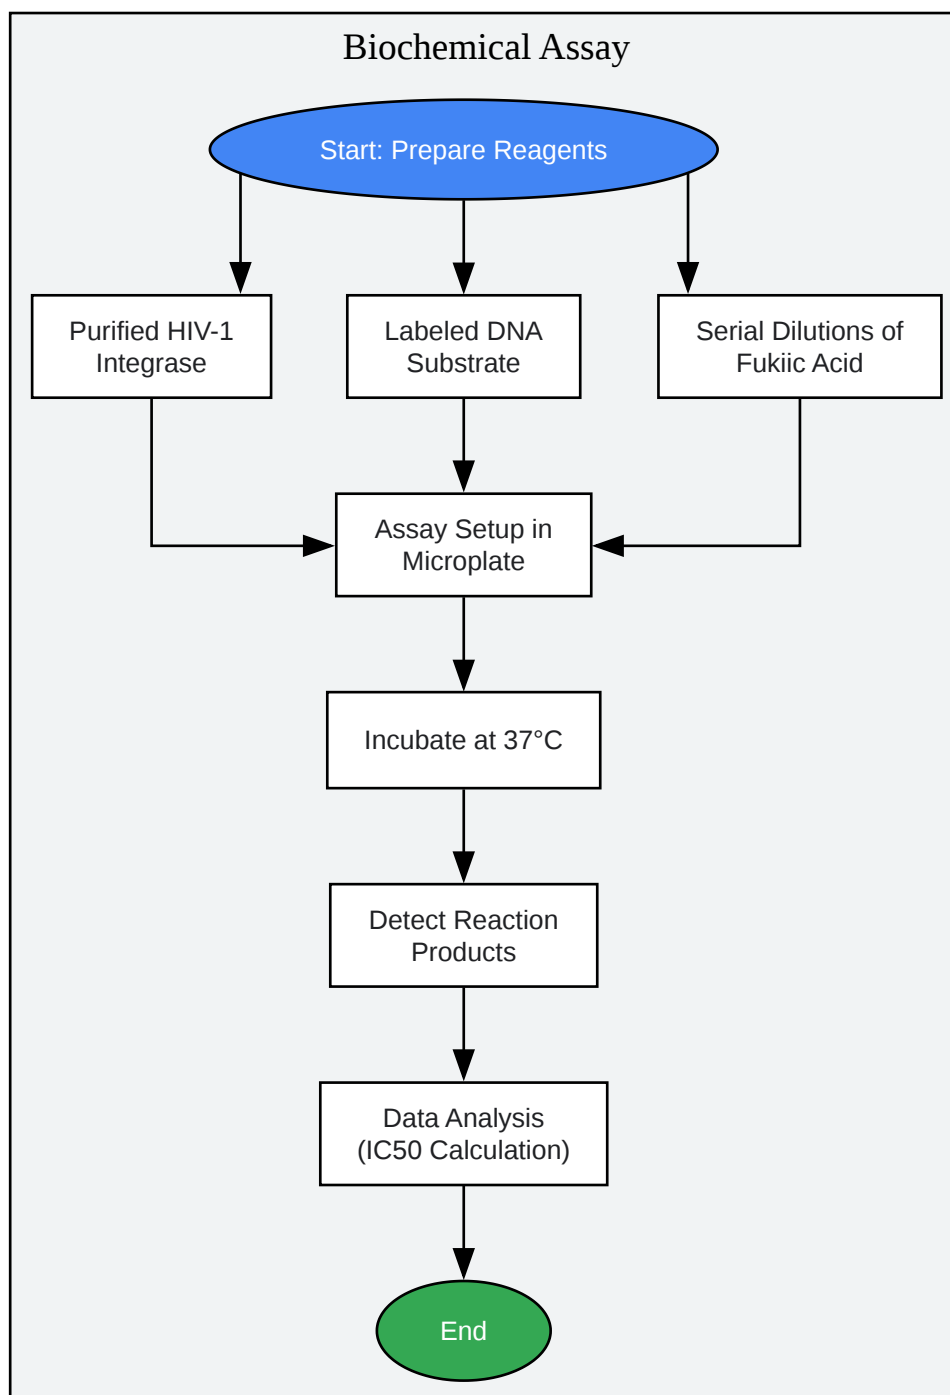 Biochemical Assay
Start: Prepare Reagents
Purified HIV-1
Integrase
Labeled DNA
Substrate
Serial Dilutions of
Fukiic Acid
Assay Setup in
Microplate
Incubate at 37°C
Detect Reaction
Products
Data Analysis
(IC50 Calculation)
End